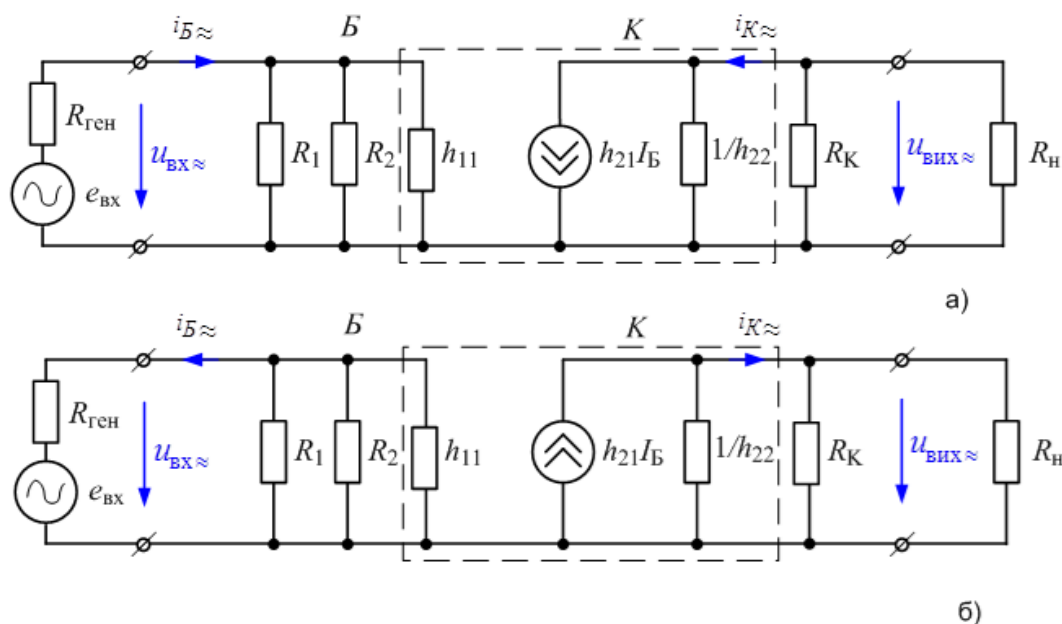 i_Б≈ Б K i_K≈
R_ген u_вх≈ R_1 R_2 h_11 h_21I_Б 1/h_22 R_K u_вих≈ R_н
e_вх
а)
i_Б≈ Б K i_K≈
R_ген u_вх≈ R_1 R_2 h_11 h_21I_Б 1/h_22 R_K u_вих≈ R_н
e_вх
б)